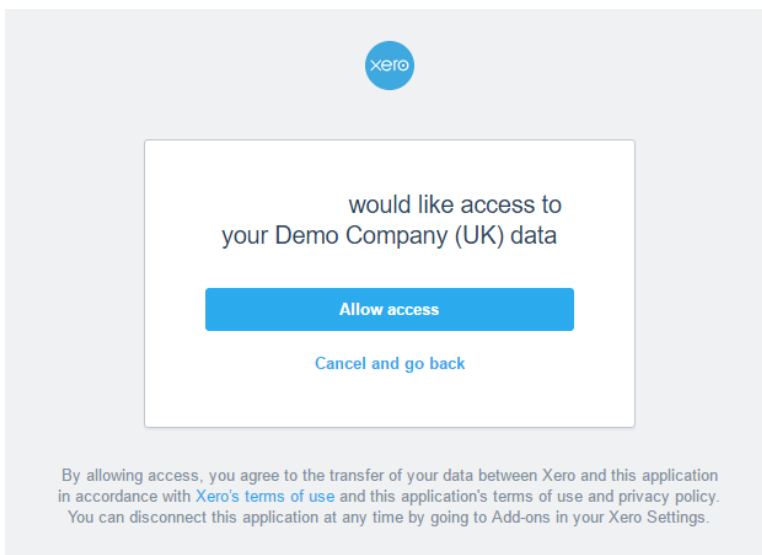 xero
would like access to
your Demo Company (UK) data
Allow access
Cancel and go back
By allowing access, you agree to the transfer of your data between Xero and this application
in accordance with Xero's terms of use and this application's terms of use and privacy policy.
You can disconnect this application at any time by going to Add-ons in your Xero Settings.